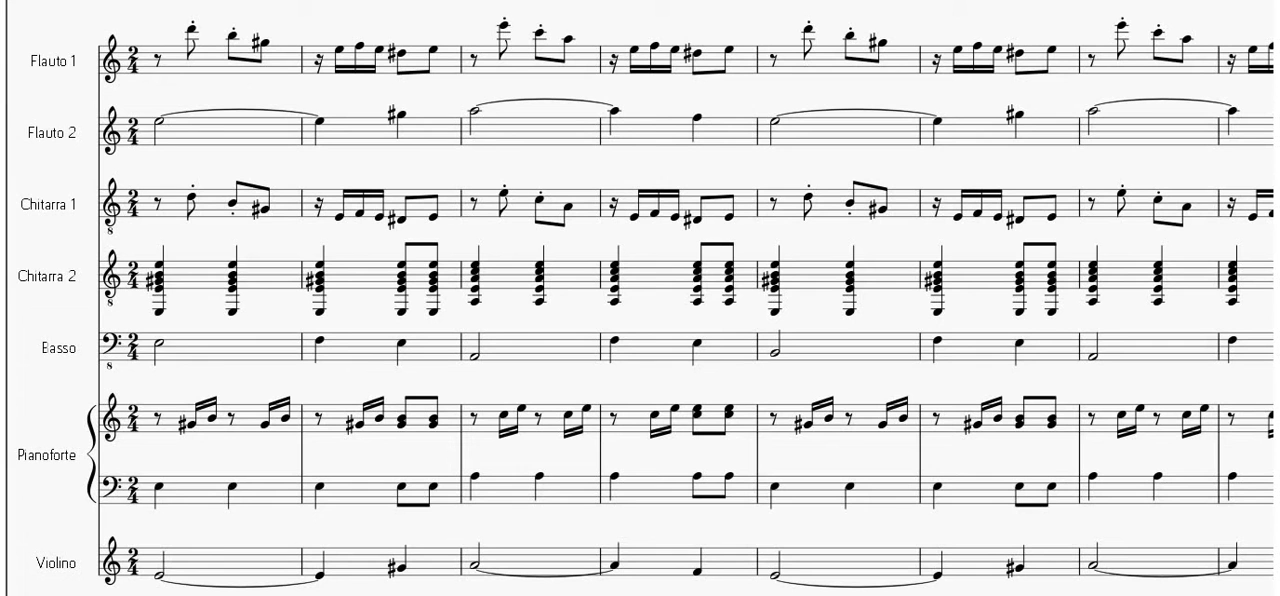 Flauto 1
Flauto 2
Chitarra 1
Chitarra 2
Basso
Pianoforte
Violino